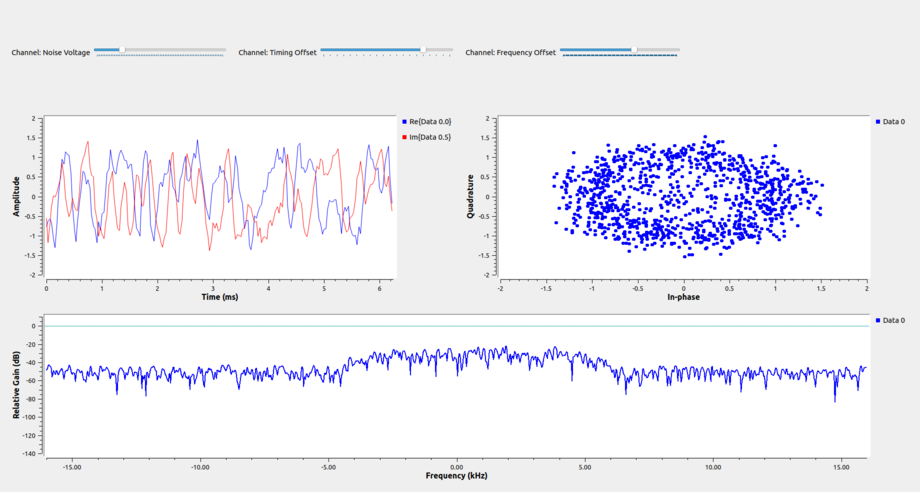 Channel: Noise Voltage Channel: Timing Offset Channel: Frequency Offset
2
1.5
1
0.5
0
-0.5
-1
-1.5
-2
Amplitude
0 1 2 3 4 5 6
Time (ms)
Re{Data 0.0}
Im{Data 0.5}
2
1.5
1
0.5
0
-0.5
-1
-1.5
-2
Quadrature
-2 -1.5 -1 -0.5 0 0.5 1 1.5 2
In-phase
Data 0
0
-20
-40
-60
-80
-100
-120
-140
Relative Gain (dB)
-15.00 -10.00 -5.00 0.00 5.00 10.00 15.00
Frequency (kHz)
Data 0